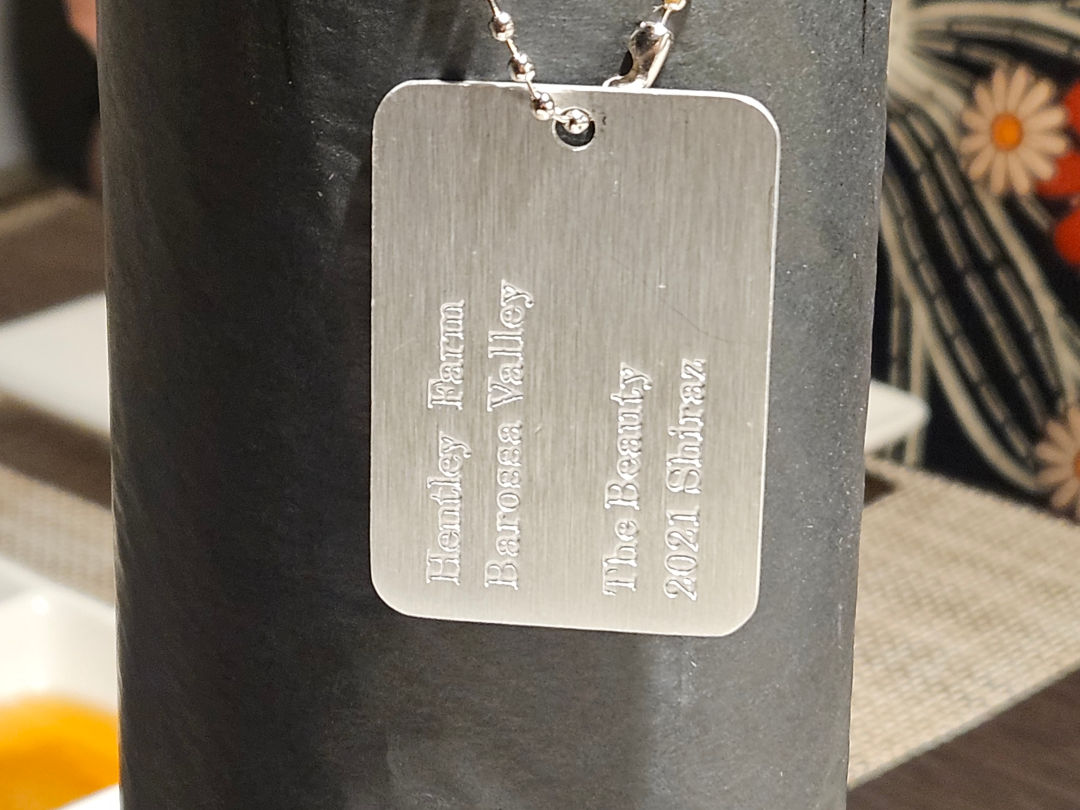 Hentley Farm
Barossa Valley
The Beauty
2021 Shiraz